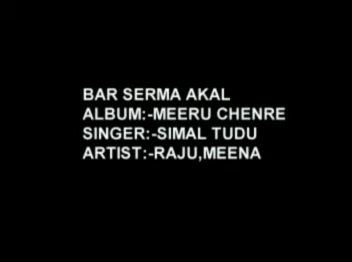 BAR SERMA AKAL
ALBUM:-MEERU CHENRE
SINGER:-SIMAL TUDU
ARTIST:-RAJU,MEENA